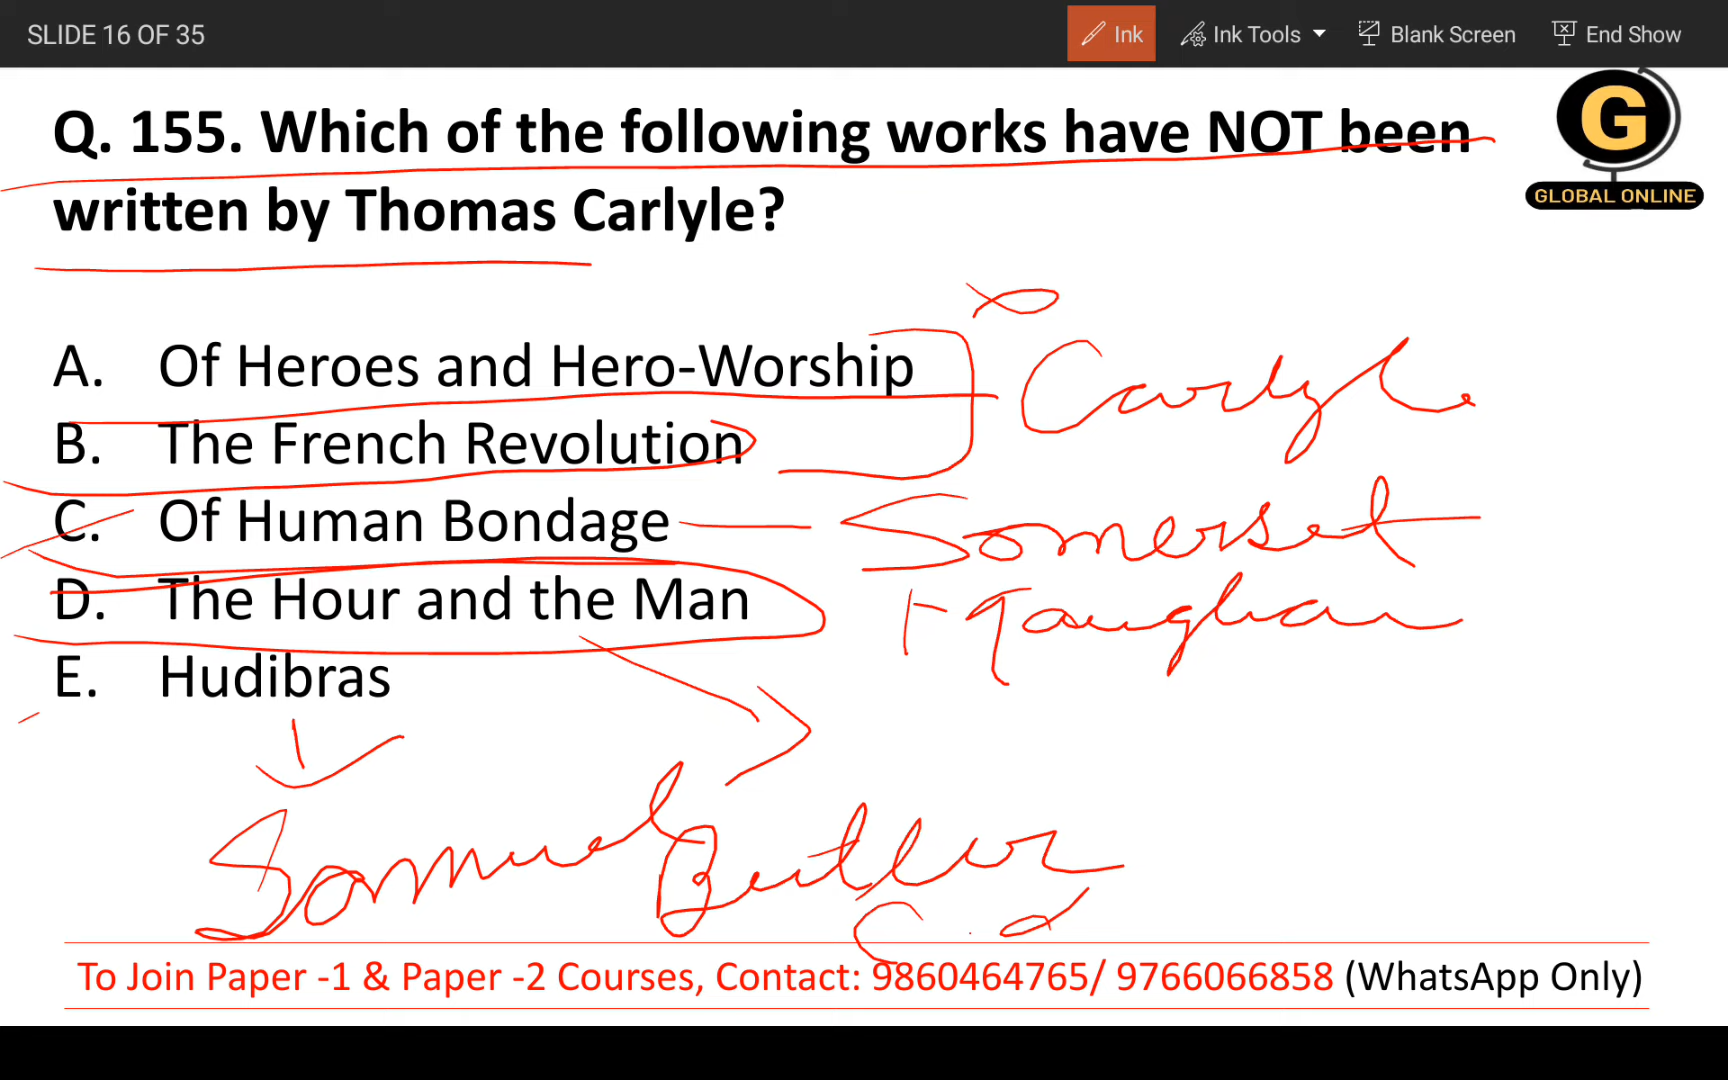 SLIDE 16 OF 35
Ink
Ink Tools
Blank Screen
End Show
Q. 155. Which of the following works have NOT been
written by Thomas Carlyle?
G
GLOBAL ONLINE
A. Of Heroes and Hero-Worship
B. The French Revolution
Carlyle
C. Of Human Bondage
Somerset
D. The Hour and the Man
Maugham
E. Hudibras
Samuel Butler
To Join Paper -1 & Paper -2 Courses, Contact: 9860464765/ 9766066858 (WhatsApp Only)